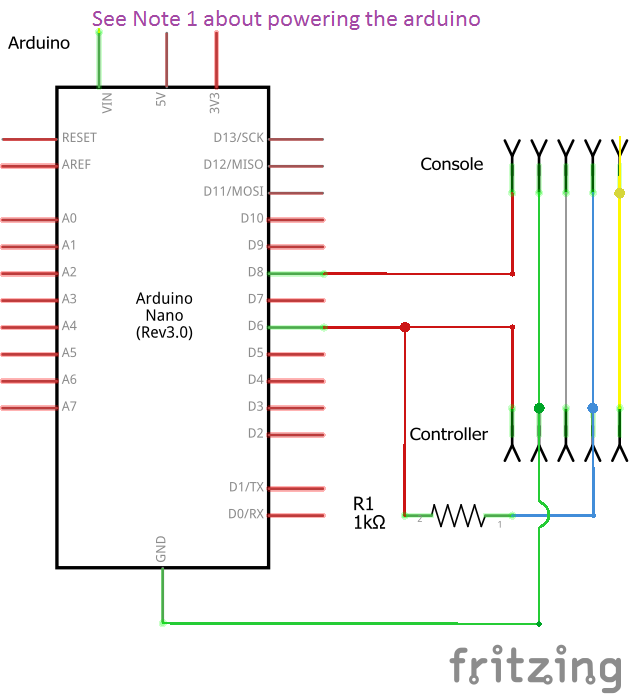 See Note 1 about powering the arduino
Arduino
VIN
5V
3V3
RESET
AREF
A0
A1
A2
A3
A4
A5
A6
A7
Arduino
Nano
(Rev3.0)
D13/SCK
D12/MISO
D11/MOSI
D10
D9
D8
D7
D6
D5
D4
D3
D2
D1/TX
D0/RX
GND
Console
Controller
R1
1kΩ
2
1
fritzing